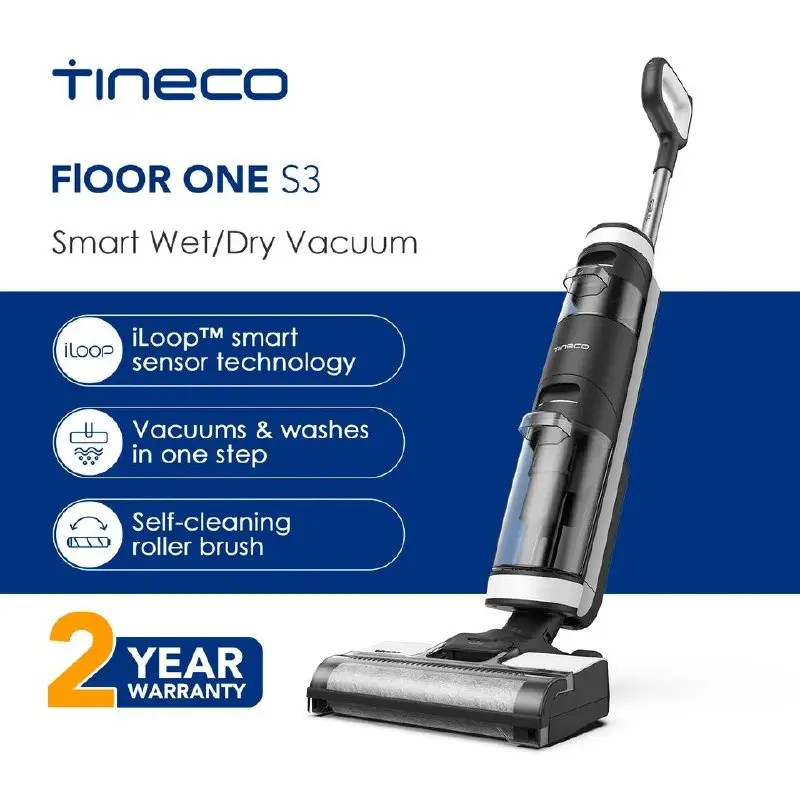 TINECO
FlOOR ONE S3
Smart Wet/Dry Vacuum
iLOOP
iLoop™ smart
sensor technology
Vacuums & washes
in one step
Self-cleaning
roller brush
2 YEAR
WARRANTY
TINECO
TINECO